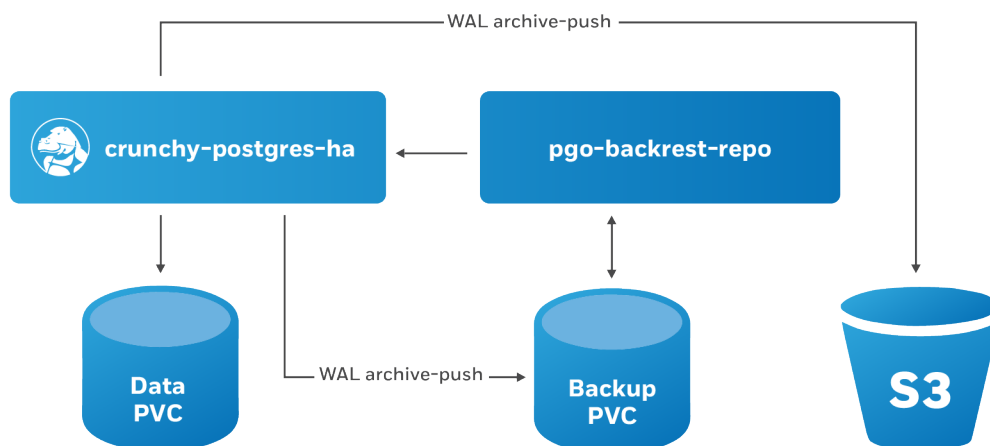 WAL archive-push
crunchy-postgres-ha
pgo-backrest-repo
WAL archive-push
Data
PVC
Backup
PVC
S3